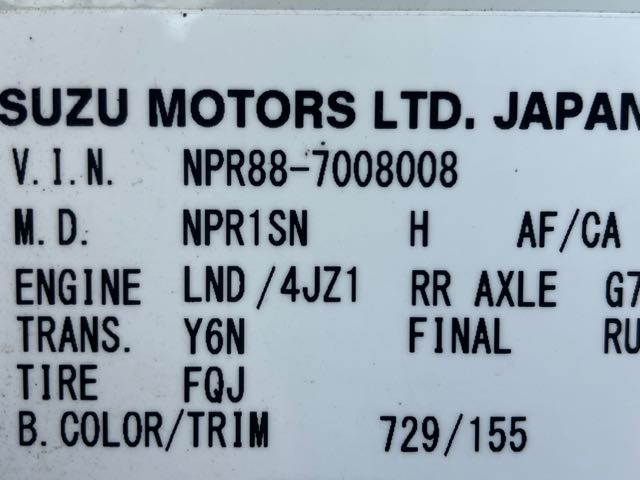 SUZU MOTORS LTD. JAPAN
V.I.N. NPR88-7008008
M.D. NPR1SN H AF/CA
ENGINE LND/4JZ1 RR AXLE G7
TRANS. Y6N FINAL RU
TIRE FQJ
B.COLOR/TRIM 729/155